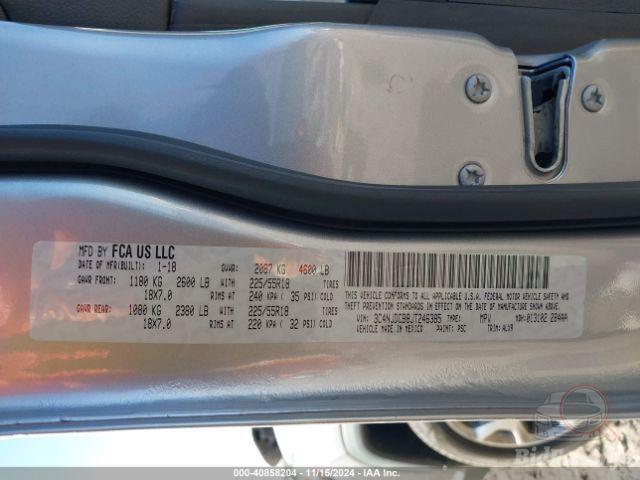 MFD BY FCA US LLC
DATE OF MFR(BUILT): 1-18 GVWR: 2087 KG 4600 LB
GAWR FRONT: 1180 KG 2600 LB WITH 225/55R18 TIRES
18X7.0 RIMS AT 240 KPA ( 35 PSI) COLD
GAWR REAR: 1080 KG 2380 LB WITH 225/55R18 TIRES
18X7.0 RIMS AT 220 KPA ( 32 PSI) COLD
THIS VEHICLE CONFORMS TO ALL APPLICABLE U.S.A. FEDERAL MOTOR VEHICLE SAFETY AND
THEFT PREVENTION STANDARDS IN EFFECT ON THE DATE OF MANUFACTURE SHOWN ABOVE.
VIN: 3C4NJDCB8JT246385 TYPE: MPV MDH: 013102 284AA
VEHICLE MADE IN MEXICO PAINT: PSC TRIM: ALX9
000-40858204 - 11/15/2024 - IAA Inc.